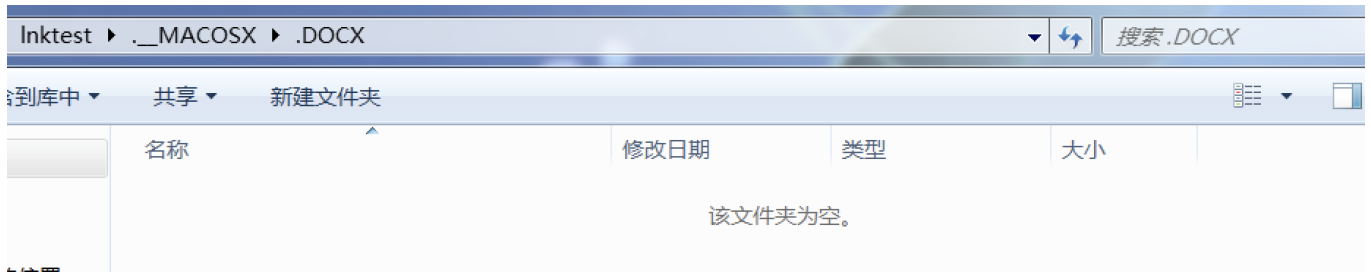 lnktest ▸ .__MACOSX ▸ .DOCX 搜索 .DOCX
含到库中 共享 新建文件夹
名称 修改日期 类型 大小
该文件夹为空。